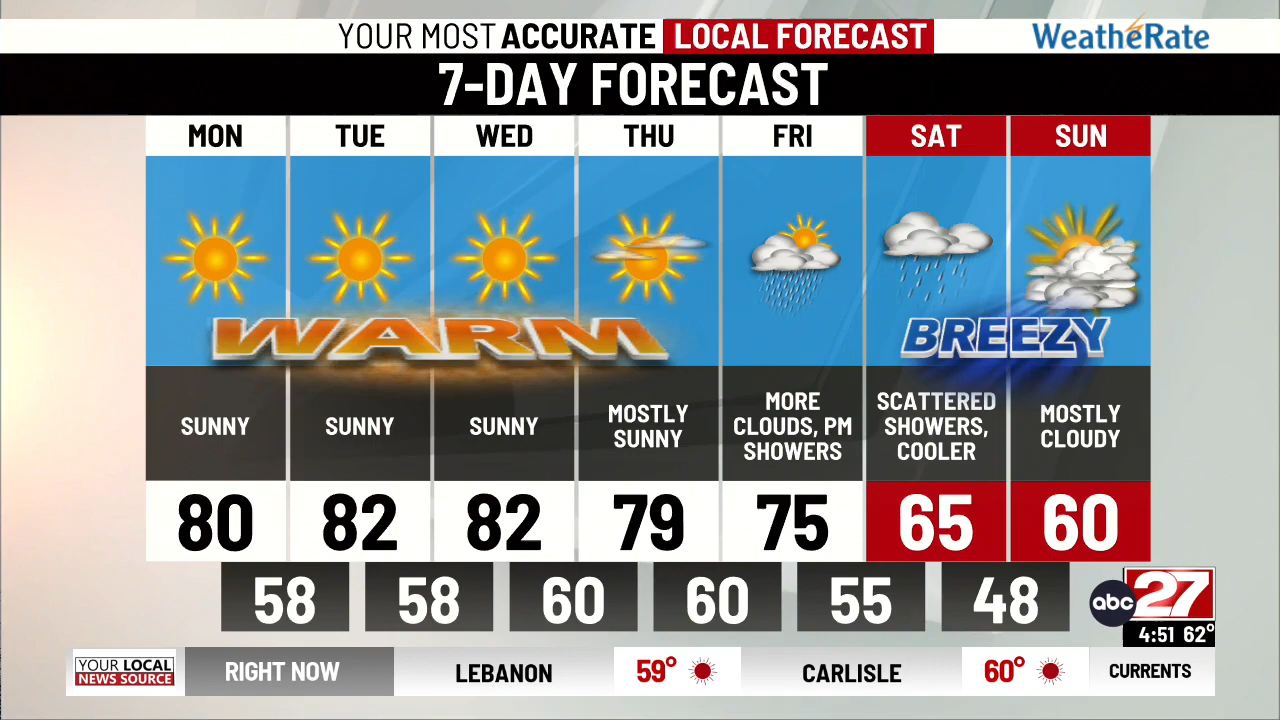 YOUR MOST ACCURATE LOCAL FORECAST
WeatheRate
7-DAY FORECAST
MON TUE WED THU FRI SAT SUN
WARM
BREEZY
SUNNY
SUNNY
SUNNY
MOSTLY
SUNNY
MORE
CLOUDS, PM
SHOWERS
SCATTERED
SHOWERS,
COOLER
MOSTLY
CLOUDY
80 82 82 79 75 65 60
58 58 60 60 55 48
abc 27
4:51 62°
YOUR LOCAL
NEWS SOURCE
RIGHT NOW LEBANON 59° CARLISLE 60° CURRENTS